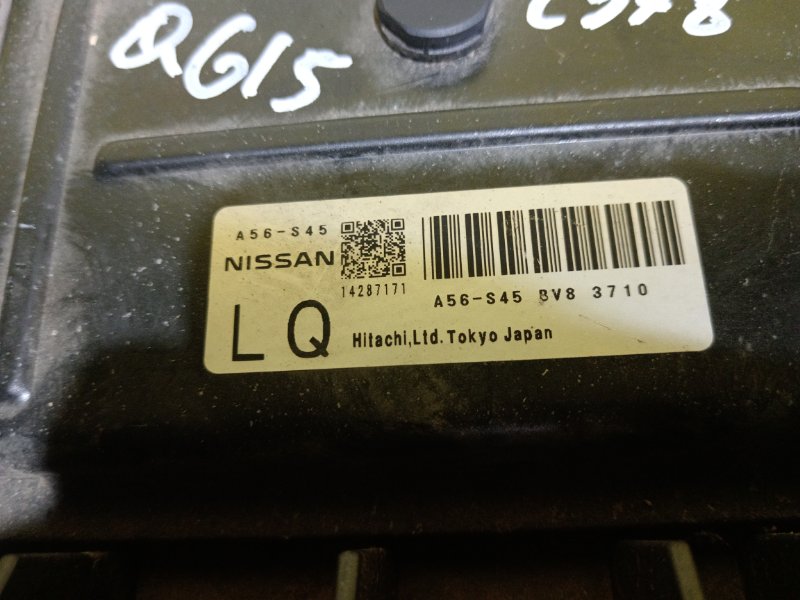 QG15
A56-S45
NISSAN
14287171
A56-S45 BV8 3710
LQ
Hitachi,Ltd. Tokyo Japan